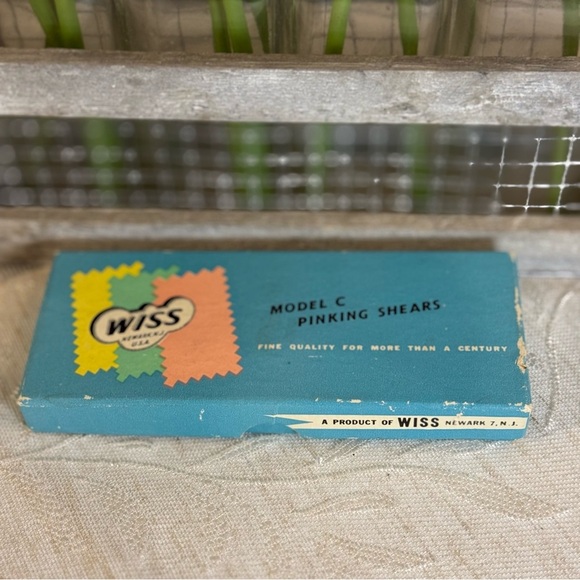 WISS
NEWARK, N.J.
U.S.A.
MODEL C
PINKING SHEARS
FINE QUALITY FOR MORE THAN A CENTURY
A PRODUCT OF WISS NEWARK 7, N.J.